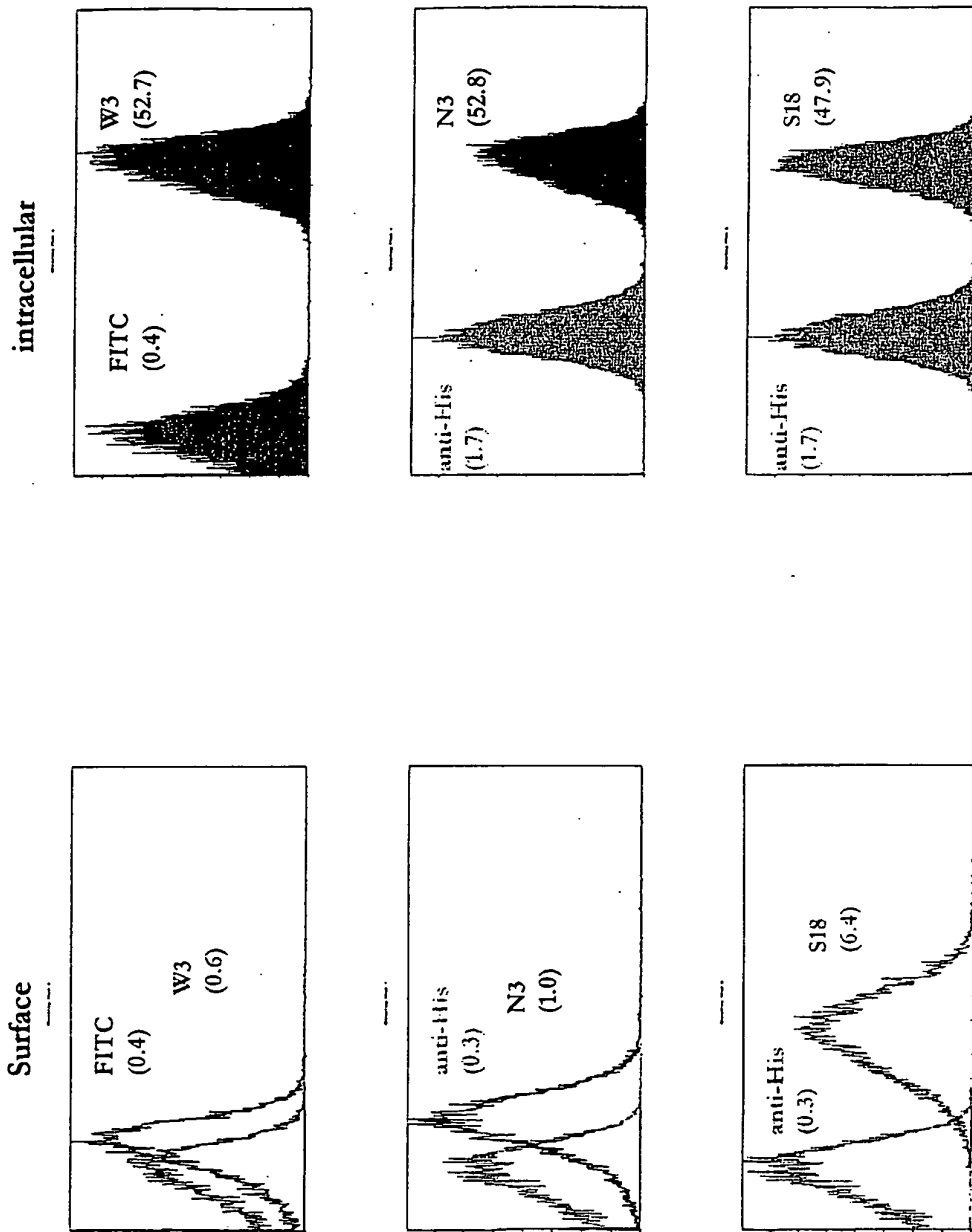 Surface
FITC
(0.4)
W3
(0.6)
anti-His
(0.3)
N3
(1.0)
anti-His
(0.3)
S18
(6.4)
intracellular
FITC
(0.4)
W3
(52.7)
anti-His
(1.7)
N3
(52.8)
anti-His
(1.7)
S18
(47.9)